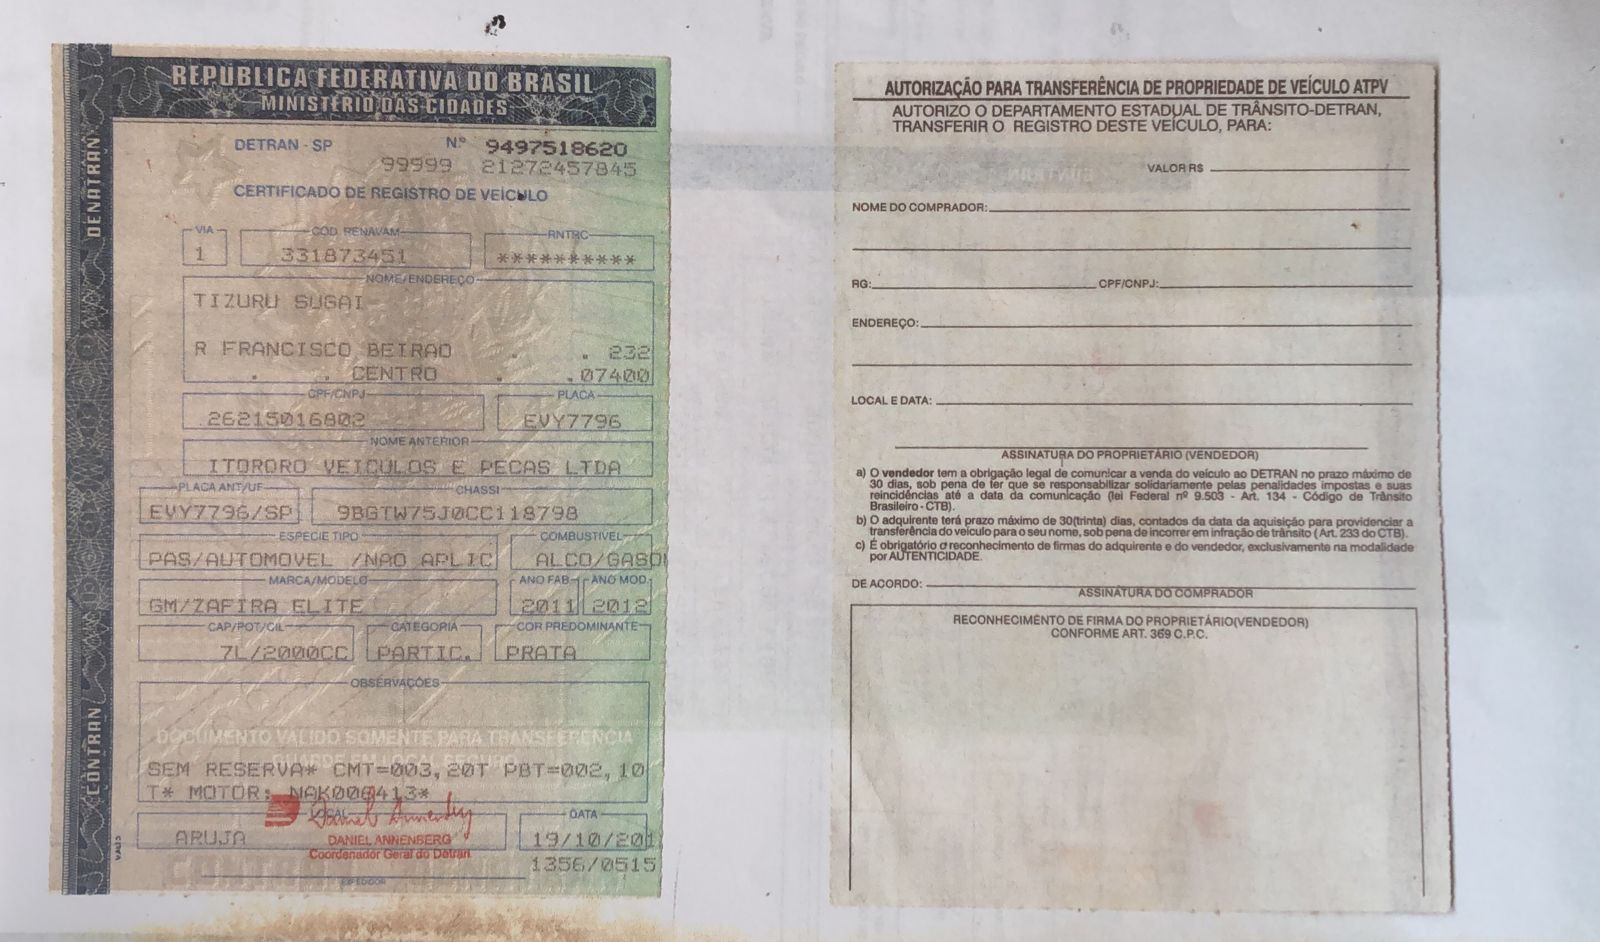 REPÚBLICA FEDERATIVA DO BRASIL
MINISTÉRIO DAS CIDADES
DENATRAN
CONTRAN
DETRAN - SP Nº 9497518620
99999 21272457845
CERTIFICADO DE REGISTRO DE VEÍCULO
VIA COD. RENAVAM RNTRC
1 331873451 **********
NOME/ENDEREÇO
TIZURU SUGAI
R FRANCISCO BEIRAO . . 232
. . CENTRO . .07400
CPF/CNPJ PLACA
26215016802 EVY7796
NOME ANTERIOR
ITORORO VEICULOS E PECAS LTDA
PLACA ANT/UF CHASSI
EVY7796/SP 9BGTW75J0CC118798
ESPÉCIE TIPO COMBUSTÍVEL
PAS/AUTOMOVEL /NAO APLIC ALCO/GASO
MARCA/MODELO ANO FAB. ANO MOD.
GM/ZAFIRA ELITE 2011 2012
CAP/POT/CIL CATEGORIA COR PREDOMINANTE
7L/2000CC PARTIC. PRATA
OBSERVAÇÕES
DOCUMENTO VÁLIDO SOMENTE PARA TRANSFERÊNCIA
SEM RESERVA* CMT=003,20T PBT=002,10
T* MOTOR: NAK006413*
LOCAL DATA
ARUJA 19/10/201
DANIEL ANNENBERG
Coordenador Geral do Detran
1356/0515
EXPEDIDOR
AUTORIZAÇÃO PARA TRANSFERÊNCIA DE PROPRIEDADE DE VEÍCULO ATPV
AUTORIZO O DEPARTAMENTO ESTADUAL DE TRÂNSITO-DETRAN,
TRANSFERIR O REGISTRO DESTE VEÍCULO, PARA:
VALOR R$
NOME DO COMPRADOR:
RG: CPF/CNPJ:
ENDEREÇO:
LOCAL E DATA:
ASSINATURA DO PROPRIETÁRIO (VENDEDOR)
a) O vendedor tem a obrigação legal de comunicar a venda do veículo ao DETRAN no prazo máximo de
30 dias, sob pena de ter que se responsabilizar solidariamente pelas penalidades impostas e suas
reincidências até a data da comunicação (lei Federal nº 9.503 - Art. 134 - Código de Trânsito
Brasileiro - CTB).
b) O adquirente terá prazo máximo de 30(trinta) dias, contados da data da aquisição para providenciar a
transferência do veículo para o seu nome, sob pena de incorrer em infração de trânsito (Art. 233 do CTB).
c) É obrigatório o reconhecimento de firmas do adquirente e do vendedor, exclusivamente na modalidade
por AUTENTICIDADE.
DE ACORDO:
ASSINATURA DO COMPRADOR
RECONHECIMENTO DE FIRMA DO PROPRIETÁRIO(VENDEDOR)
CONFORME ART. 369 C.P.C.